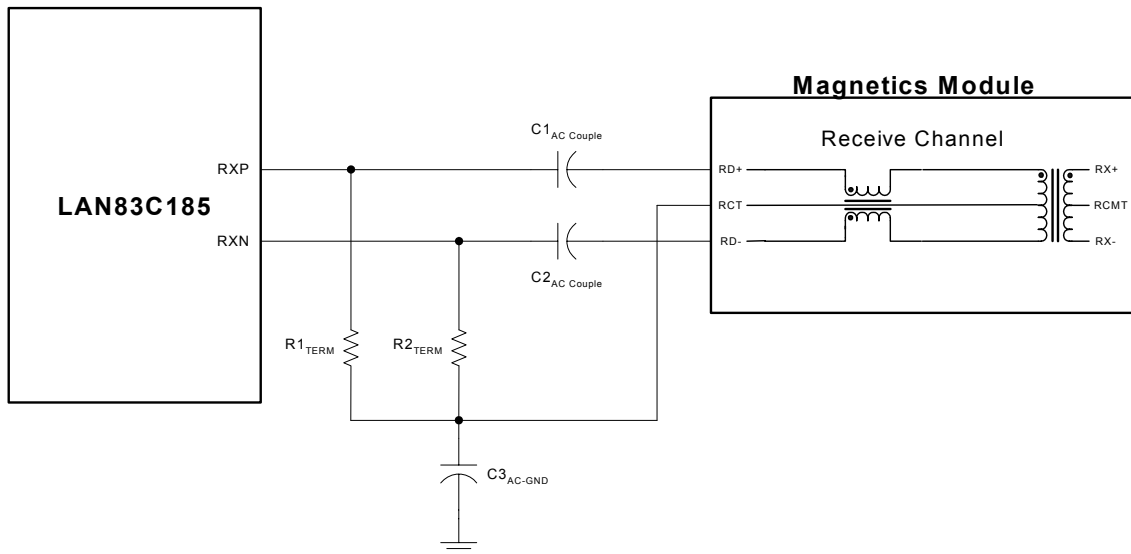 Magnetics Module
C1AC Couple
Receive Channel
RXP
RD+
RX+
LAN83C185
RCT
RCMT
RXN
RD-
RX-
C2AC Couple
R1TERM
R2TERM
C3AC-GND